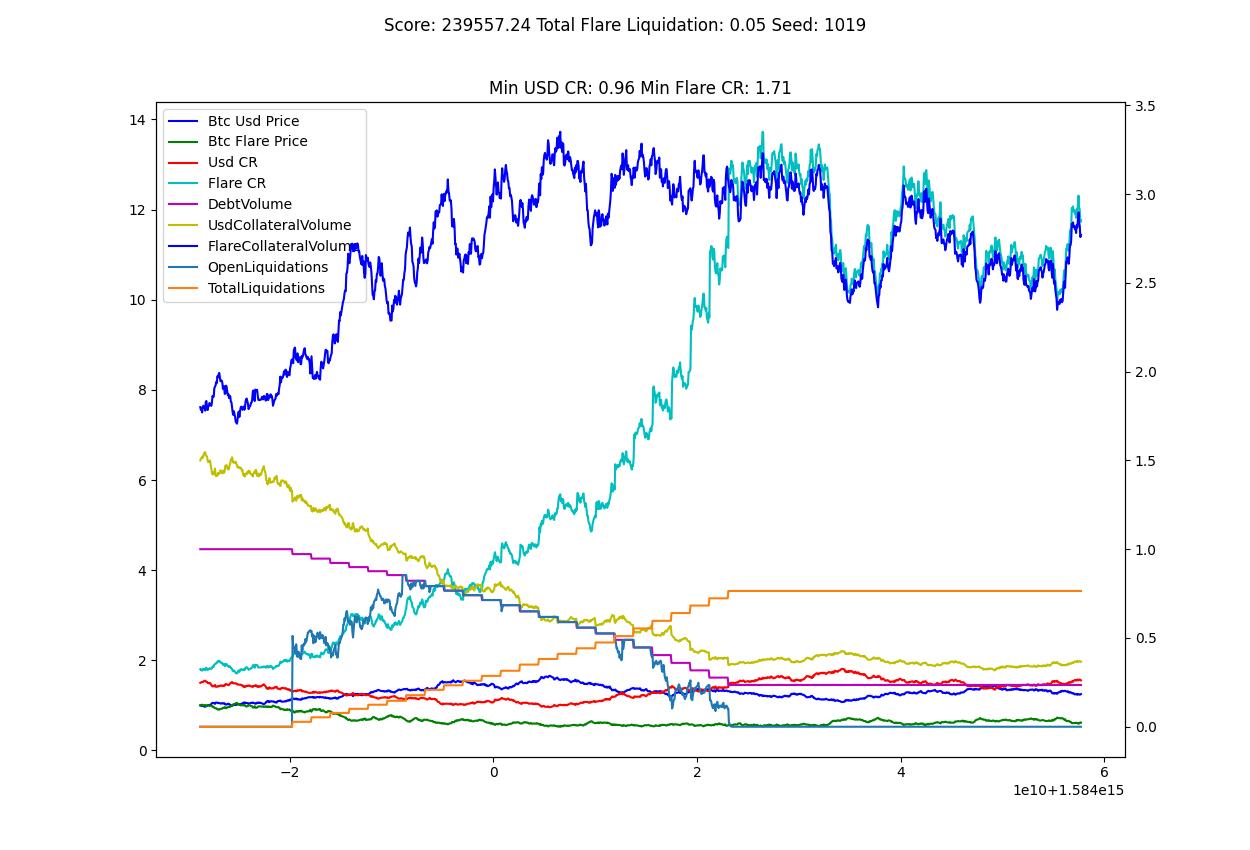 Score: 239557.24 Total Flare Liquidation: 0.05 Seed: 1019
Min USD CR: 0.96 Min Flare CR: 1.71
Btc Usd Price
Btc Flare Price
Usd CR
Flare CR
DebtVolume
UsdCollateralVolume
FlareCollateralVolume
OpenLiquidations
TotalLiquidations
14
12
10
8
6
4
2
0
3.5
3.0
2.5
2.0
1.5
1.0
0.5
0.0
−2
0
2
4
6
1e10+1.584e15